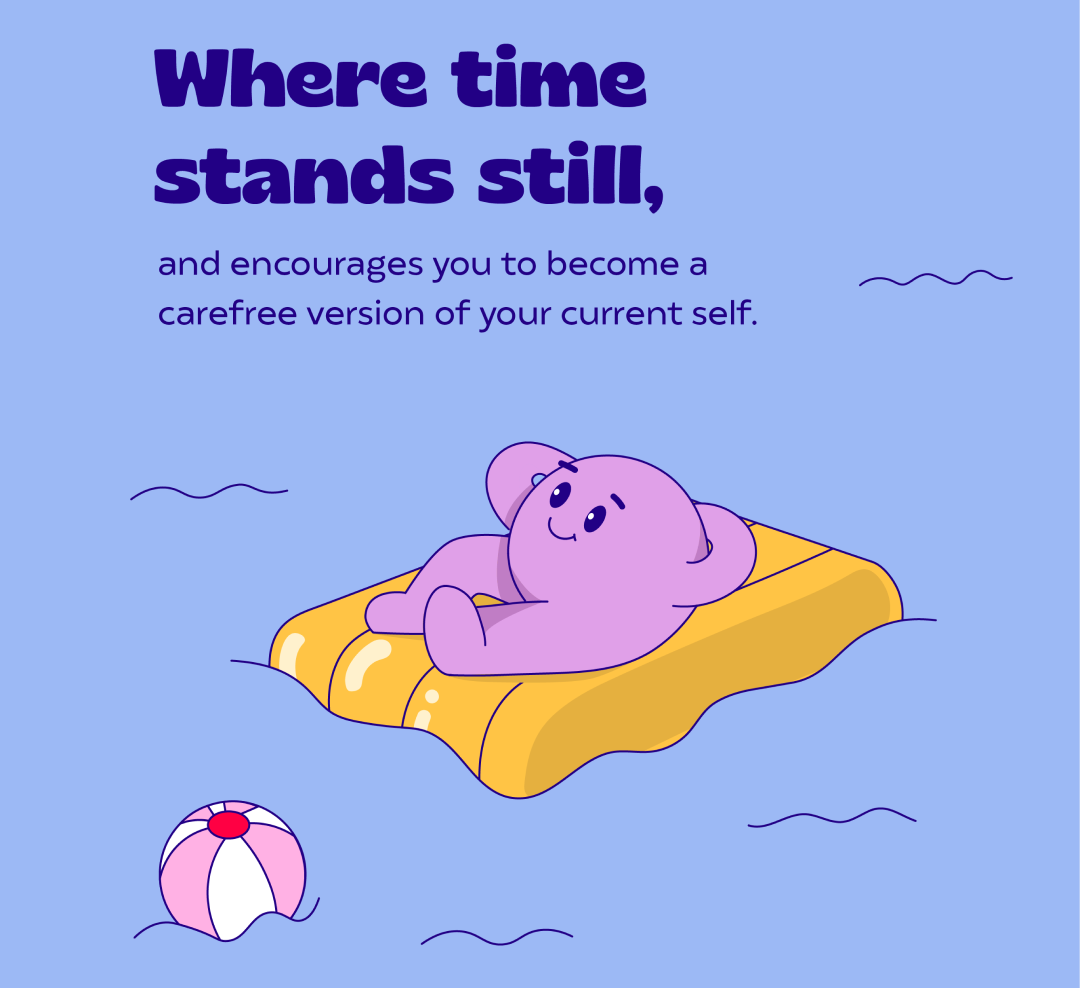 Where time
stands still,
and encourages you to become a
carefree version of your current self.